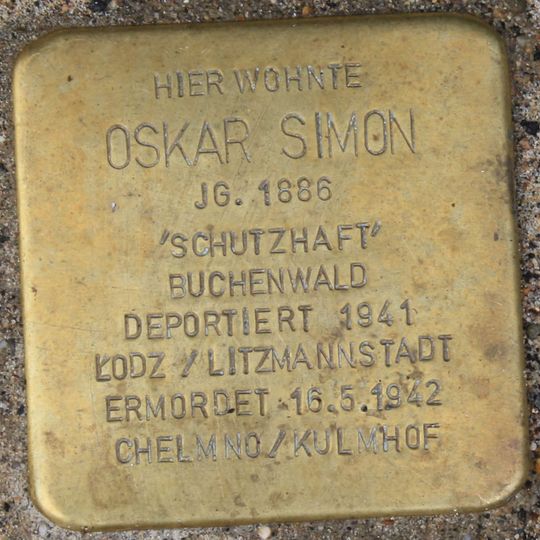 HIER WOHNTE
OSKAR SIMON
JG. 1886
'SCHUTZHAFT'
BUCHENWALD
DEPORTIERT 1941
ŁODZ / LITZMANNSTADT
ERMORDET 16.5.1942
CHELMNO/KULMHOF